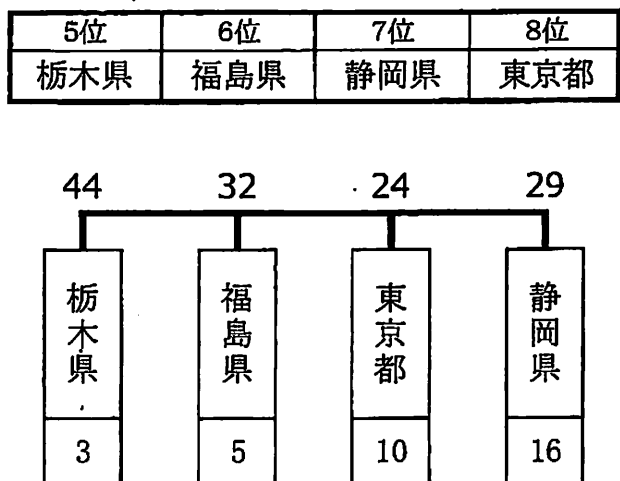 5位 6位 7位 8位
栃木県 福島県 静岡県 東京都
44 32 24 29
栃木県 福島県 東京都 静岡県
3 5 10 16